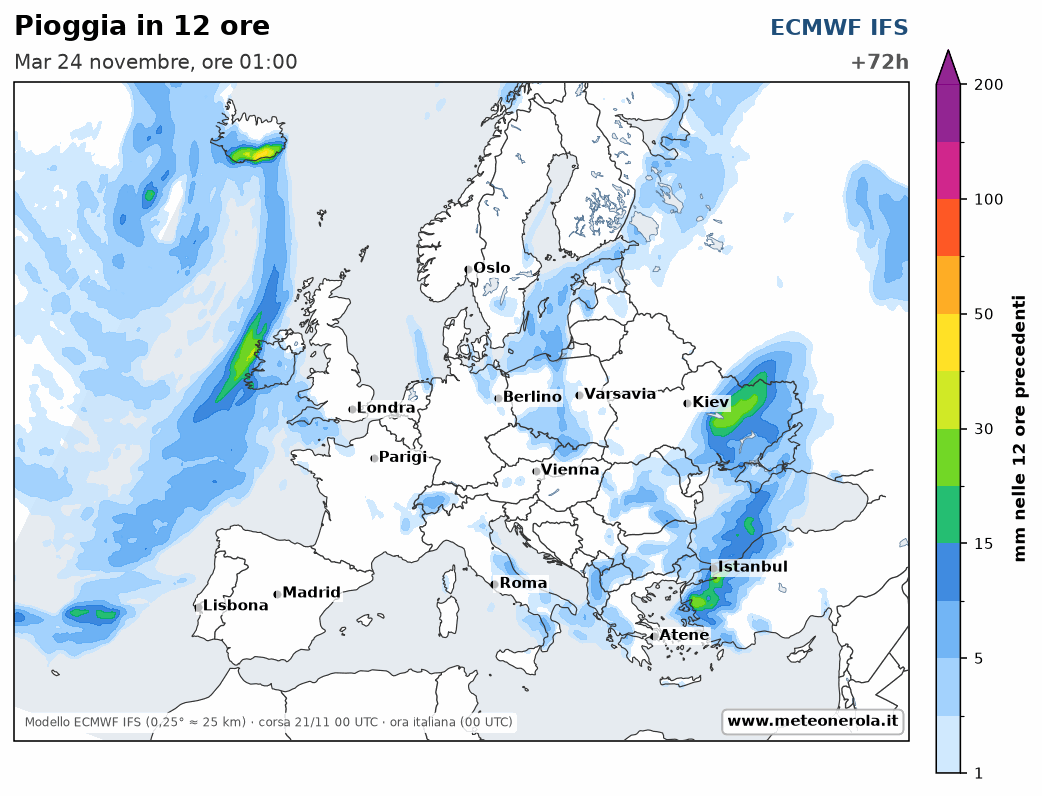 Pioggia in 12 ore
ECMWF IFS
Mar 24 novembre, ore 01:00
+72h
200
100
50
30
15
5
1
mm nelle 12 ore precedenti
Oslo
Londra
Berlino
Varsavia
Kiev
Parigi
Vienna
Istanbul
Roma
Madrid
Lisbona
Atene
Modello ECMWF IFS (0,25° ≈ 25 km) · corsa 21/11 00 UTC · ora italiana (00 UTC)
www.meteonerola.it